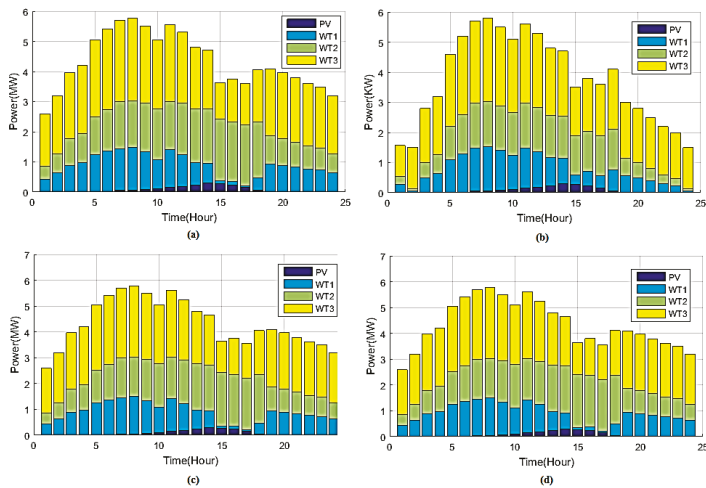 6
5
4
3
2
1
0
Power(MW)
PV
WT1
WT2
WT3
0 5 10 15 20 25
Time(Hour)
(a)
6
5
4
3
2
1
0
Power(KW)
PV
WT1
WT2
WT3
0 5 10 15 20 25
Time(Hour)
(b)
7
6
5
4
3
2
1
0
Power(MW)
PV
WT1
WT2
WT3
0 5 10 15 20
Time(Hour)
(c)
7
6
5
4
3
2
1
0
Power(MW)
PV
WT1
WT2
WT3
0 5 10 15 20 25
Time(Hour)
(d)